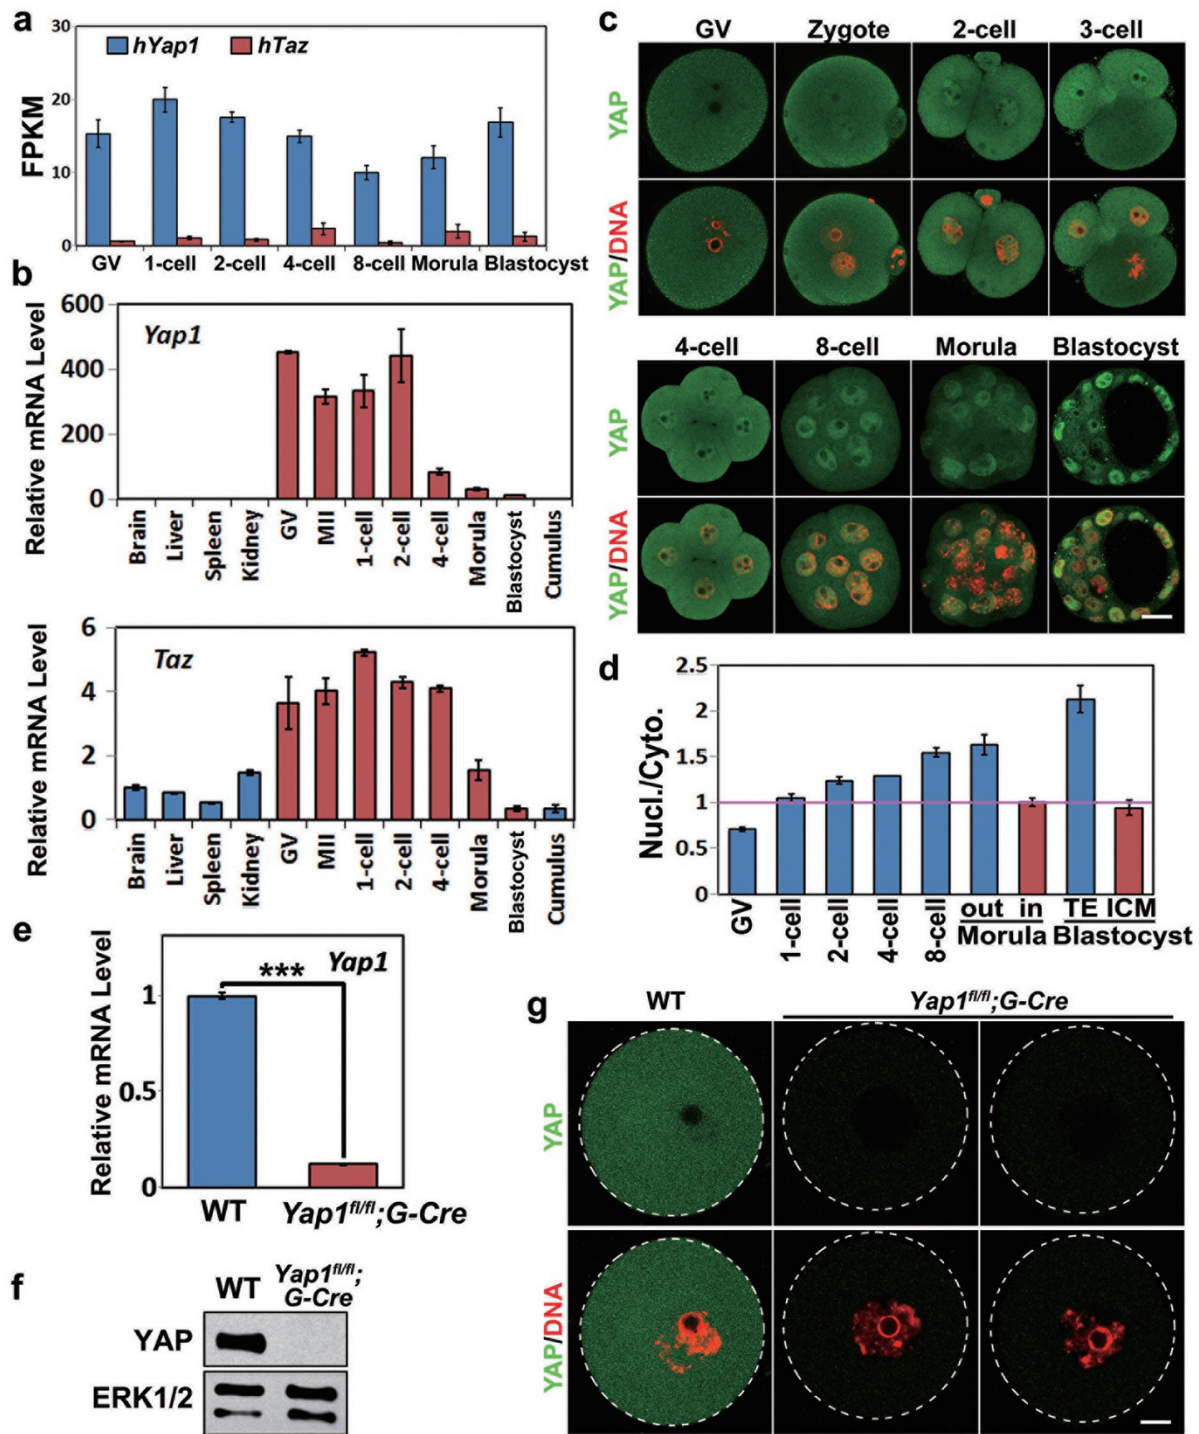 a
30
20
10
0
FPKM
hYap1 hTaz
GV 1-cell 2-cell 4-cell 8-cell Morula Blastocyst
b
600
400
200
0
Relative mRNA Level
Yap1
Brain Liver Spleen Kidney GV MII 1-cell 2-cell 4-cell Morula Blastocyst Cumulus
6
4
2
0
Relative mRNA Level
Taz
Brain Liver Spleen Kidney GV MII 1-cell 2-cell 4-cell Morula Blastocyst Cumulus
c
GV Zygote 2-cell 3-cell
YAP
YAP/DNA
4-cell 8-cell Morula Blastocyst
YAP
YAP/DNA
d
2.5
2
1.5
1
0.5
0
Nucl./Cyto.
GV 1-cell 2-cell 4-cell 8-cell out in TE ICM
Morula Blastocyst
e
Relative mRNA Level
1
0.5
0
Yap1
***
WT Yap1fl/fl;G-Cre
f
WT Yap1fl/fl;
G-Cre
YAP
ERK1/2
g
WT Yap1fl/fl;G-Cre
YAP
YAP/DNA